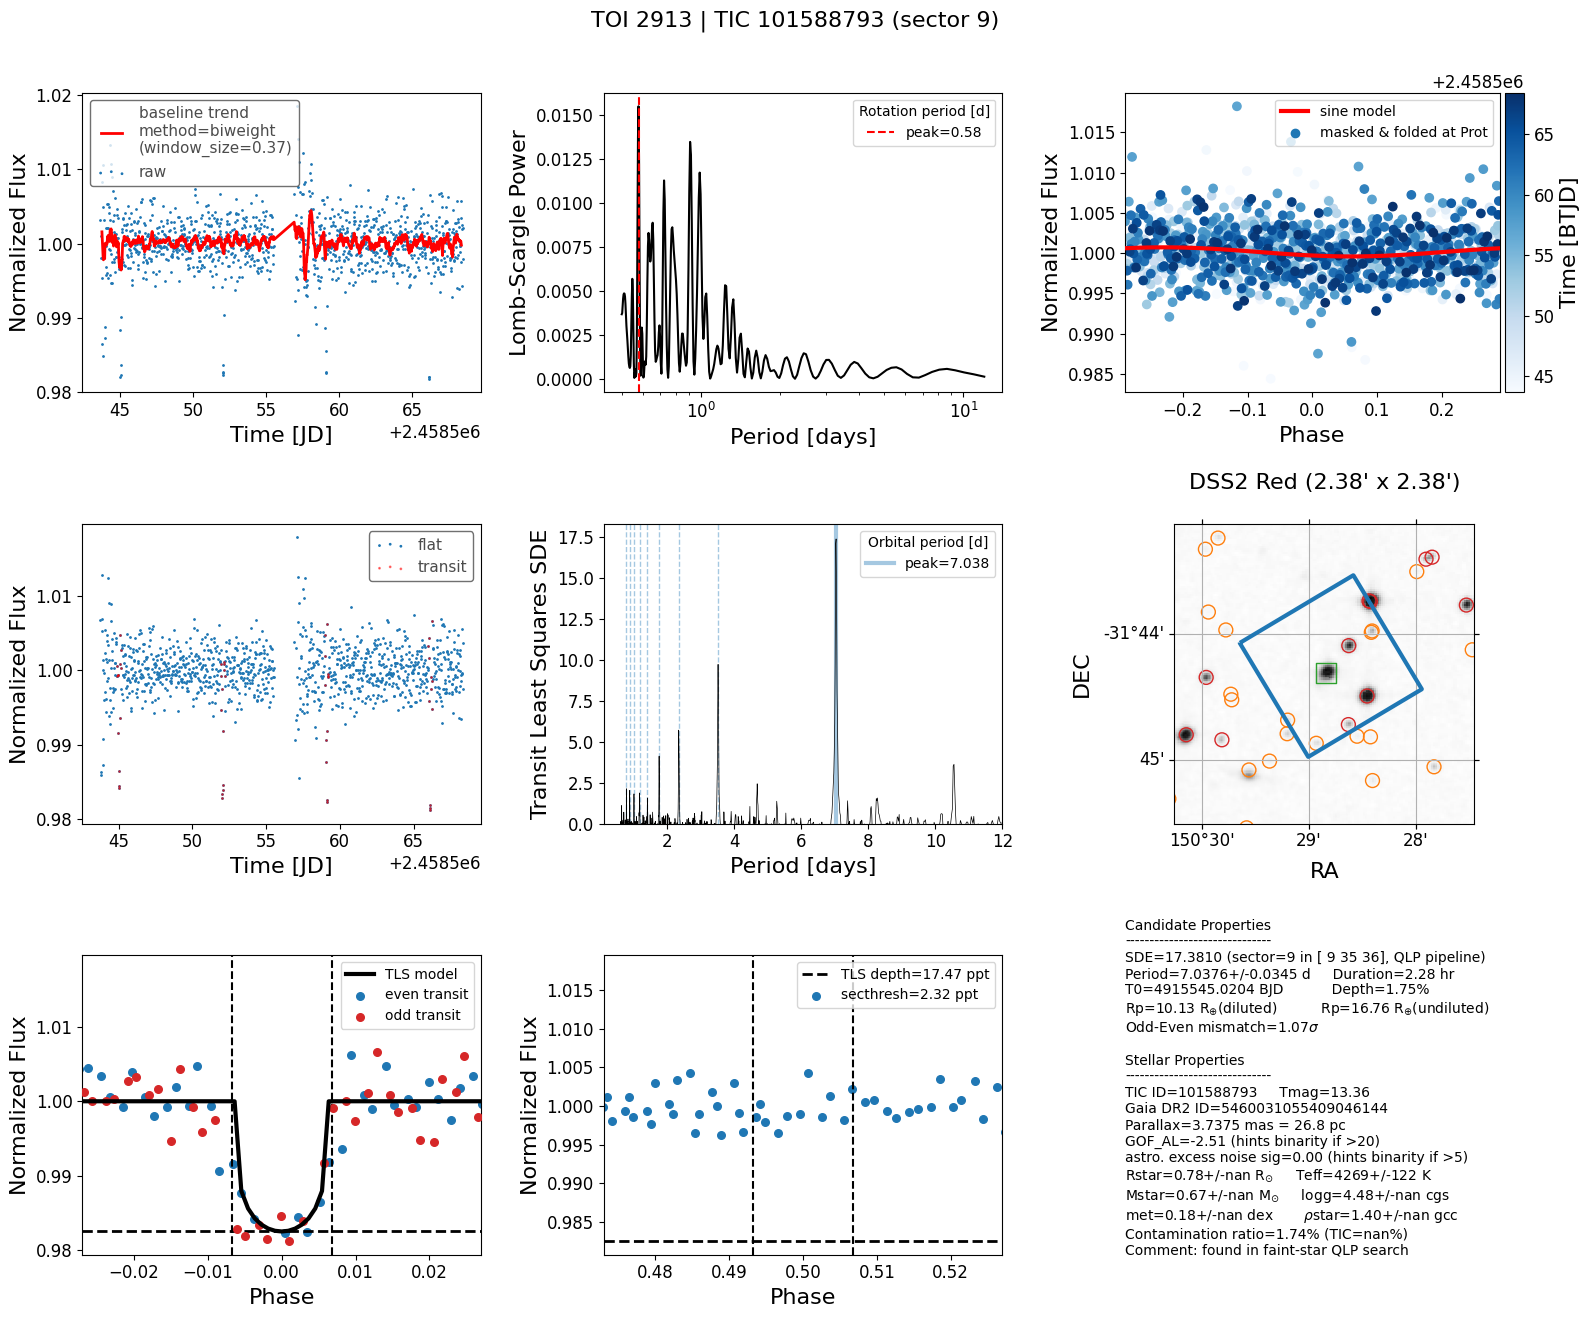 TOI 2913 | TIC 101588793 (sector 9)
Normalized Flux
1.02
1.01
1.00
0.99
0.98
baseline trend
method=biweight
(window_size=0.37)
raw
45 50 55 60 65
Time [JD]
+2.4585e6
Lomb-Scargle Power
0.0150
0.0125
0.0100
0.0075
0.0050
0.0025
0.0000
Rotation period [d]
peak=0.58
10⁰ 10¹
Period [days]
+2.4585e6
Normalized Flux
1.015
1.010
1.005
1.000
0.995
0.990
0.985
sine model
masked & folded at Prot
−0.2 −0.1 0.0 0.1 0.2
Phase
65
60
55
50
45
Time [BTJD]
Normalized Flux
1.01
1.00
0.99
0.98
flat
transit
45 50 55 60 65
Time [JD]
+2.4585e6
Transit Least Squares SDE
17.5
15.0
12.5
10.0
7.5
5.0
2.5
0.0
Orbital period [d]
peak=7.038
2 4 6 8 10 12
Period [days]
DSS2 Red (2.38' x 2.38')
DEC
-31°44'
45'
150°30' 29' 28'
RA
Normalized Flux
1.01
1.00
0.99
0.98
TLS model
even transit
odd transit
−0.02 −0.01 0.00 0.01 0.02
Phase
Normalized Flux
1.015
1.010
1.005
1.000
0.995
0.990
0.985
TLS depth=17.47 ppt
secthresh=2.32 ppt
0.48 0.49 0.50 0.51 0.52
Phase
Candidate Properties
------------------------------
SDE=17.3810 (sector=9 in [ 9 35 36], QLP pipeline)
Period=7.0376+/-0.0345 d Duration=2.28 hr
T0=4915545.0204 BJD Depth=1.75%
Rp=10.13 R⊕(diluted) Rp=16.76 R⊕(undiluted)
Odd-Even mismatch=1.07σ
Stellar Properties
------------------------------
TIC ID=101588793 Tmag=13.36
Gaia DR2 ID=5460031055409046144
Parallax=3.7375 mas = 26.8 pc
GOF_AL=-2.51 (hints binarity if >20)
astro. excess noise sig=0.00 (hints binarity if >5)
Rstar=0.78+/-nan R⊙ Teff=4269+/-122 K
Mstar=0.67+/-nan M⊙ logg=4.48+/-nan cgs
met=0.18+/-nan dex ρstar=1.40+/-nan gcc
Contamination ratio=1.74% (TIC=nan%)
Comment: found in faint-star QLP search